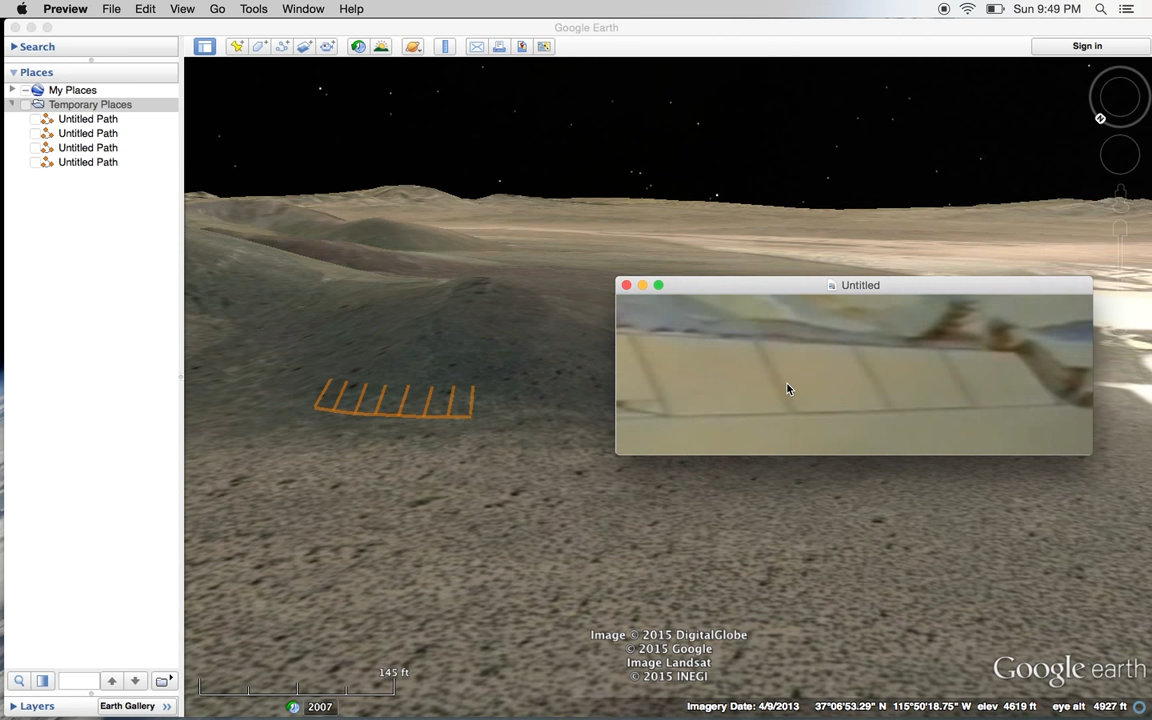 Preview File Edit View Go Tools Window Help Sun 9:49 PM
Google Earth
Search
Sign in
Places
My Places
Temporary Places
Untitled Path
Untitled Path
Untitled Path
Untitled Path
Untitled
Image © 2015 DigitalGlobe
© 2015 Google
Image Landsat
© 2015 INEGI
Google earth
145 ft
Layers Earth Gallery >>
2007
Imagery Date: 4/9/2013 37°06'53.29" N 115°50'18.75" W elev 4619 ft eye alt 4927 ft